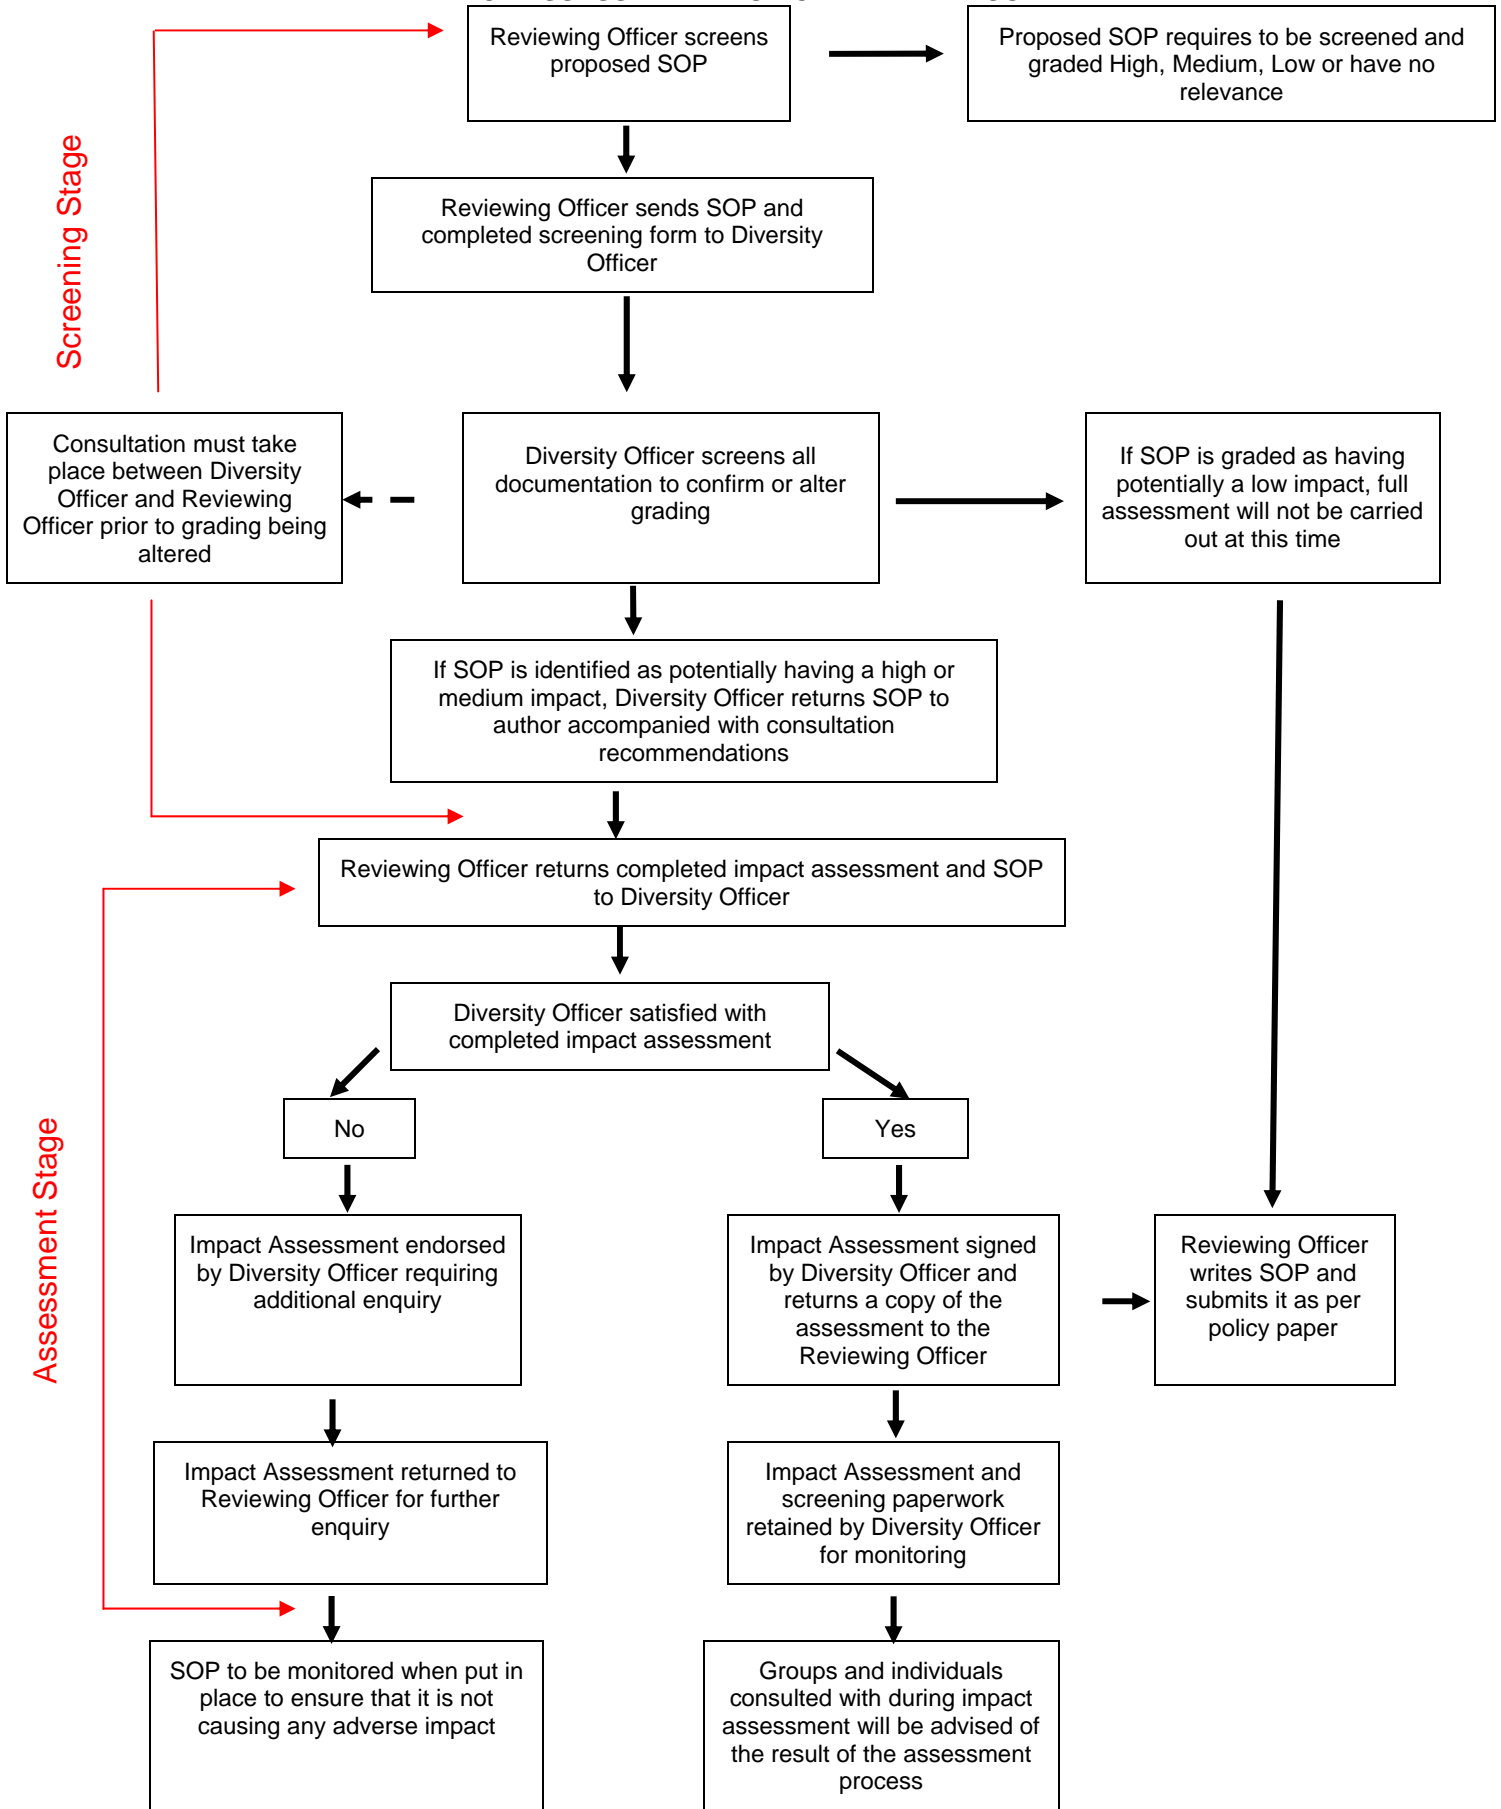 Reviewing Officer screens
proposed SOP
Proposed SOP requires to be screened and
graded High, Medium, Low or have no
relevance
Screening Stage
Reviewing Officer sends SOP and
completed screening form to Diversity
Officer
Consultation must take
place between Diversity
Officer and Reviewing
Officer prior to grading being
altered
Diversity Officer screens all
documentation to confirm or alter
grading
If SOP is graded as having
potentially a low impact, full
assessment will not be carried
out at this time
If SOP is identified as potentially having a high or
medium impact, Diversity Officer returns SOP to
author accompanied with consultation
recommendations
Reviewing Officer returns completed impact assessment and SOP
to Diversity Officer
Diversity Officer satisfied with
completed impact assessment
No
Yes
Assessment Stage
Impact Assessment endorsed
by Diversity Officer requiring
additional enquiry
Impact Assessment signed
by Diversity Officer and
returns a copy of the
assessment to the
Reviewing Officer
Reviewing Officer
writes SOP and
submits it as per
policy paper
Impact Assessment returned to
Reviewing Officer for further
enquiry
Impact Assessment and
screening paperwork
retained by Diversity Officer
for monitoring
SOP to be monitored when put in
place to ensure that it is not
causing any adverse impact
Groups and individuals
consulted with during impact
assessment will be advised of
the result of the assessment
process